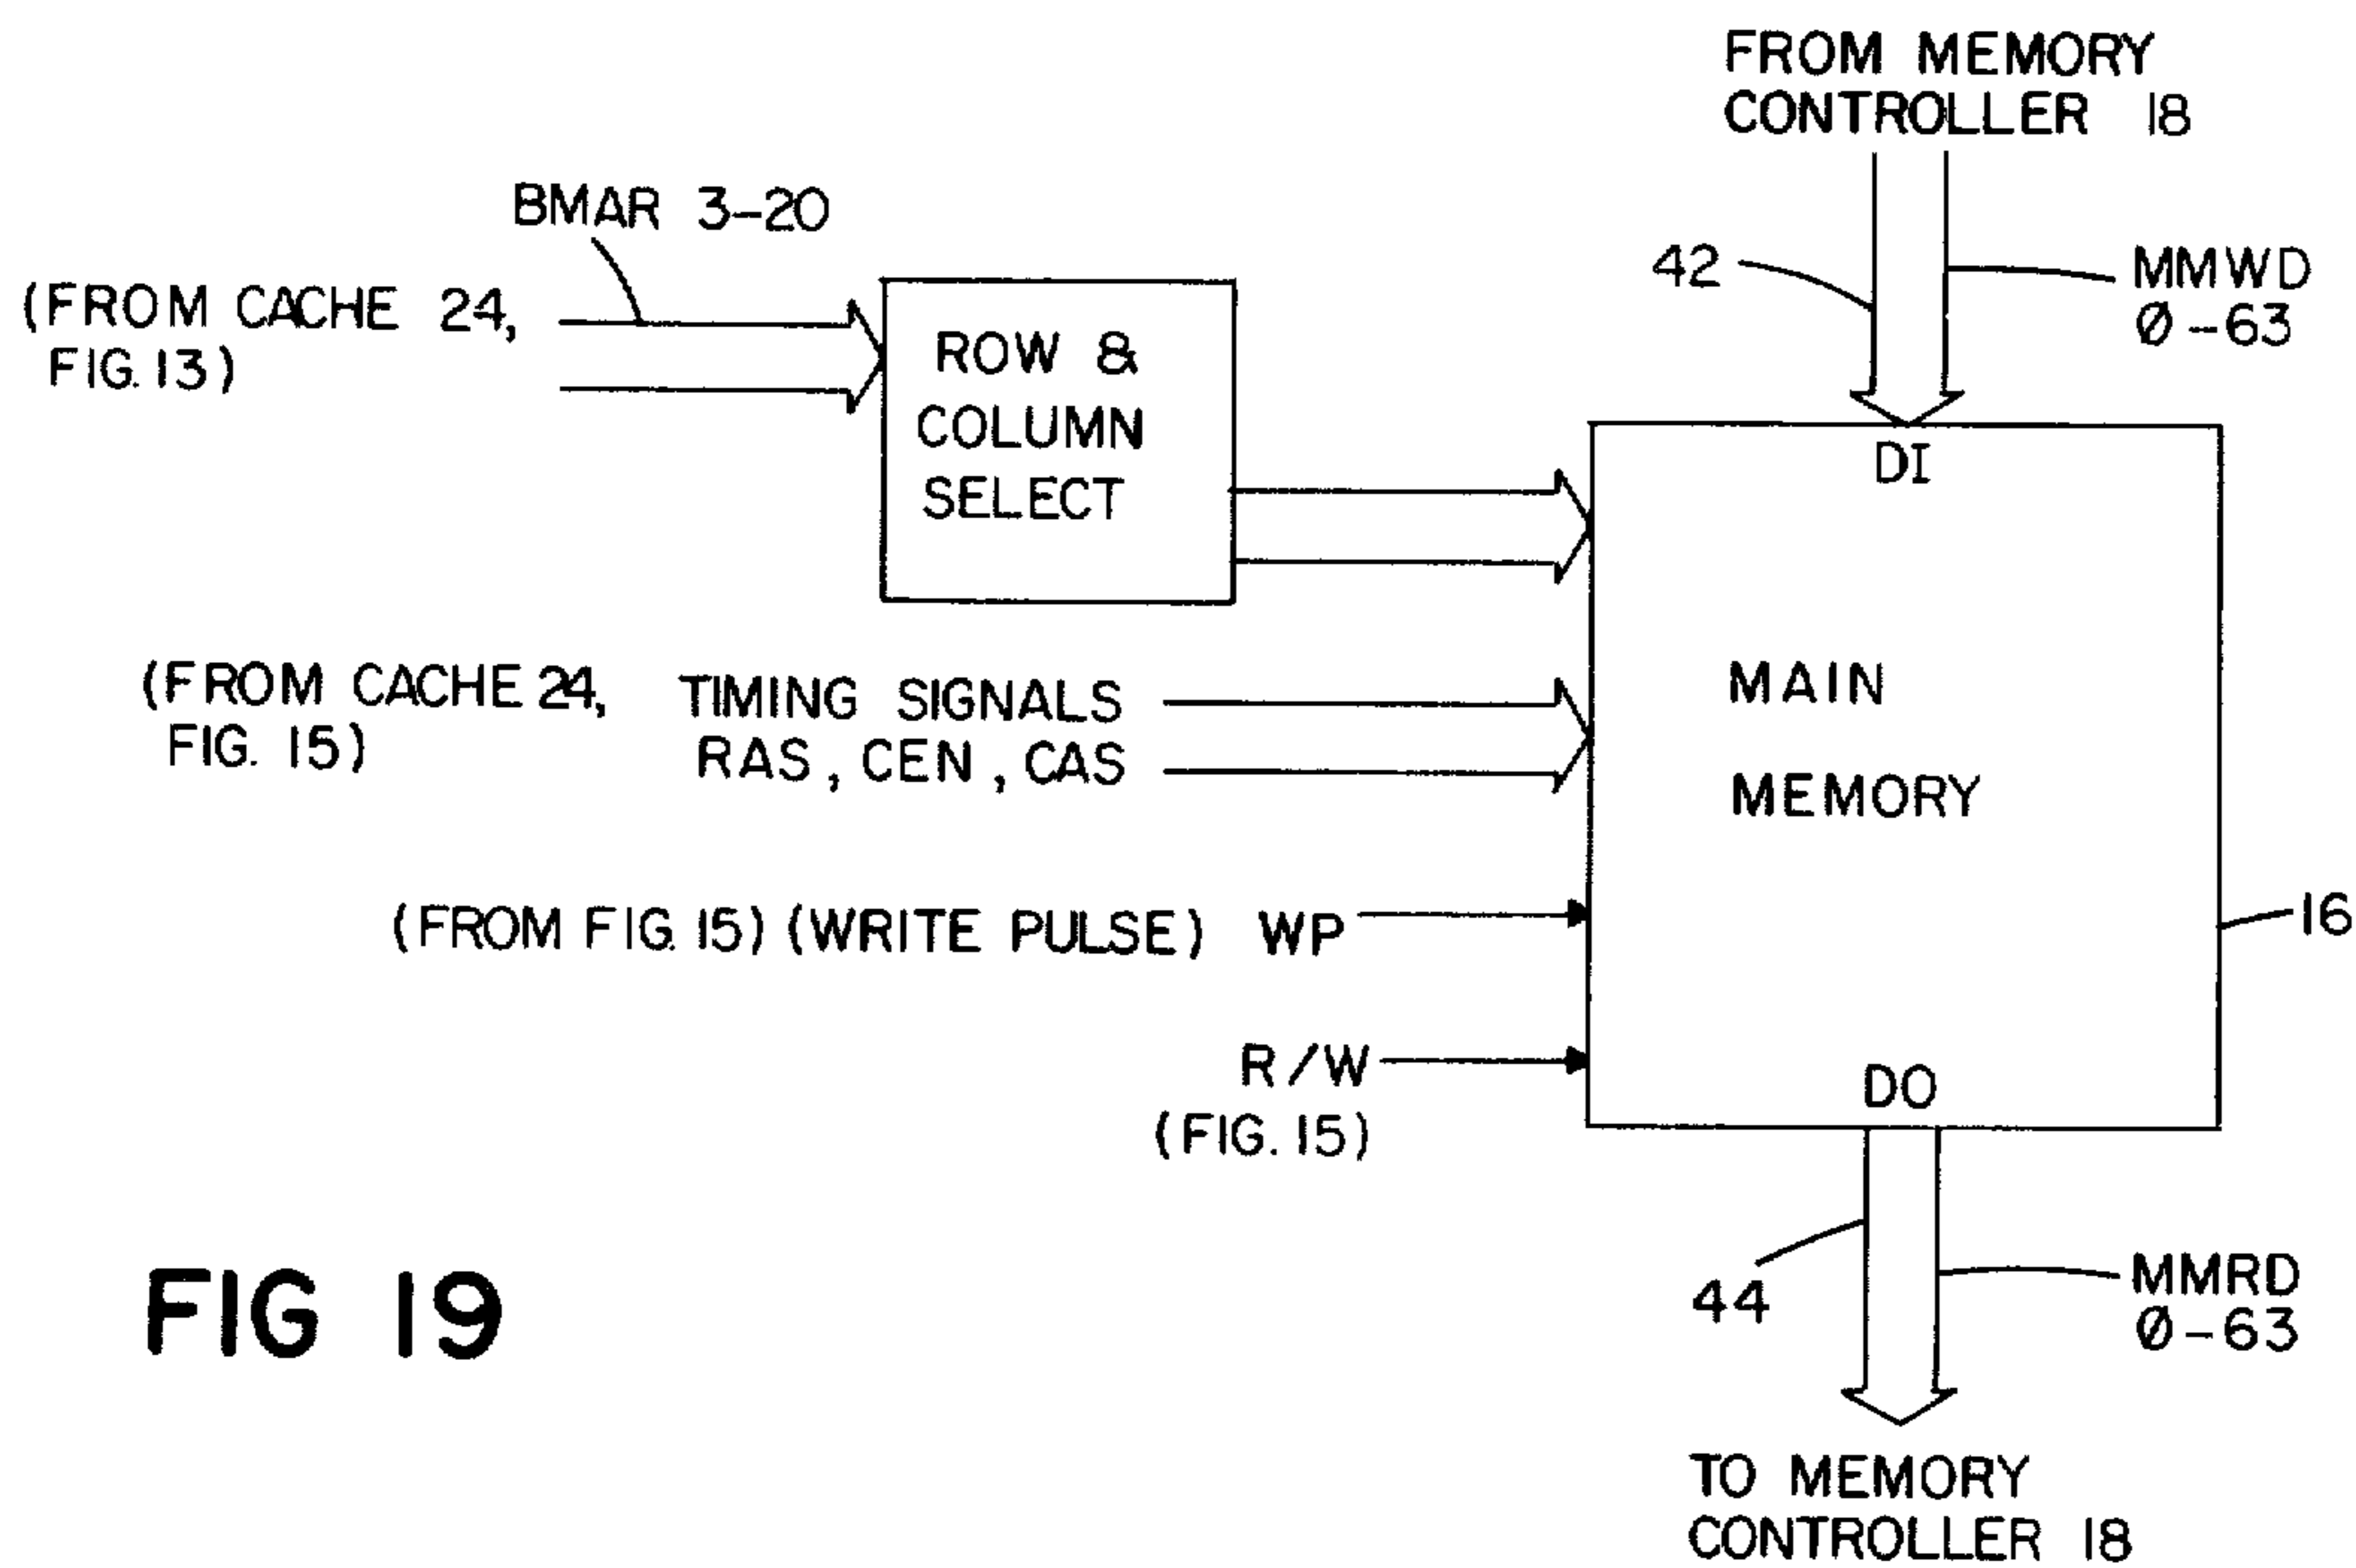 FROM MEMORY
CONTROLLER 18
BMAR 3-20
(FROM CACHE 24,
FIG. 13)
42
MMWD
Ø-63
ROW &
COLUMN
SELECT
DI
(FROM CACHE 24,
FIG. 15)
TIMING SIGNALS
RAS, CEN, CAS
MAIN
MEMORY
(FROM FIG. 15) (WRITE PULSE) WP
16
R/W
(FIG. 15)
DO
44
MMRD
Ø-63
FIG 19
TO MEMORY
CONTROLLER 18